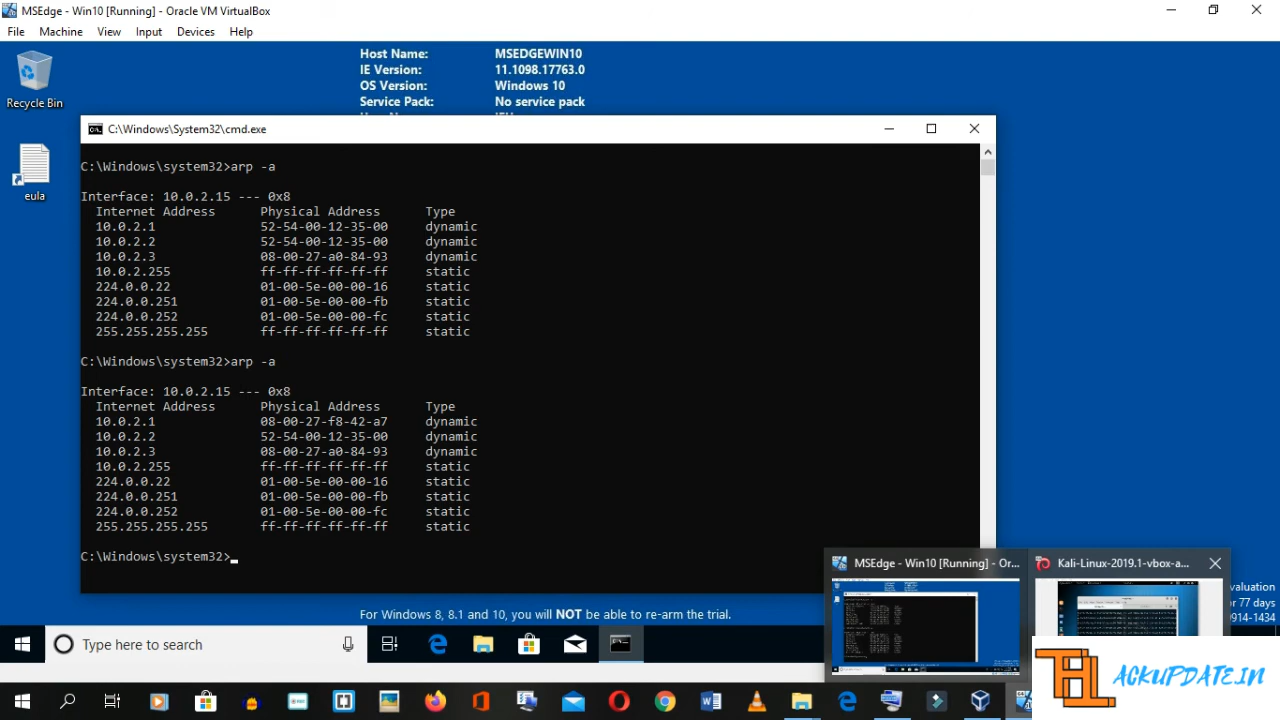 MSEdge - Win10 [Running] - Oracle VM VirtualBox
File Machine View Input Devices Help
Host Name: MSEDGEWIN10
IE Version: 11.1098.17763.0
OS Version: Windows 10
Service Pack: No service pack
Recycle Bin
eula
C:\Windows\System32\cmd.exe
C:\Windows\system32>arp -a
Interface: 10.0.2.15 --- 0x8
Internet Address Physical Address Type
10.0.2.1 52-54-00-12-35-00 dynamic
10.0.2.2 52-54-00-12-35-00 dynamic
10.0.2.3 08-00-27-a0-84-93 dynamic
10.0.2.255 ff-ff-ff-ff-ff-ff static
224.0.0.22 01-00-5e-00-00-16 static
224.0.0.251 01-00-5e-00-00-fb static
224.0.0.252 01-00-5e-00-00-fc static
255.255.255.255 ff-ff-ff-ff-ff-ff static
C:\Windows\system32>arp -a
Interface: 10.0.2.15 --- 0x8
Internet Address Physical Address Type
10.0.2.1 08-00-27-f8-42-a7 dynamic
10.0.2.2 52-54-00-12-35-00 dynamic
10.0.2.3 08-00-27-a0-84-93 dynamic
10.0.2.255 ff-ff-ff-ff-ff-ff static
224.0.0.22 01-00-5e-00-00-16 static
224.0.0.251 01-00-5e-00-00-fb static
224.0.0.252 01-00-5e-00-00-fc static
255.255.255.255 ff-ff-ff-ff-ff-ff static
C:\Windows\system32>
MSEdge - Win10 [Running] - Or...
Kali-Linux-2019.1-vbox-a...
valuation
or 77 days
0914-1434
For Windows 8, 8.1 and 10, you will NOT be able to re-arm the trial.
Type here to search
ACKUPDATE.IN